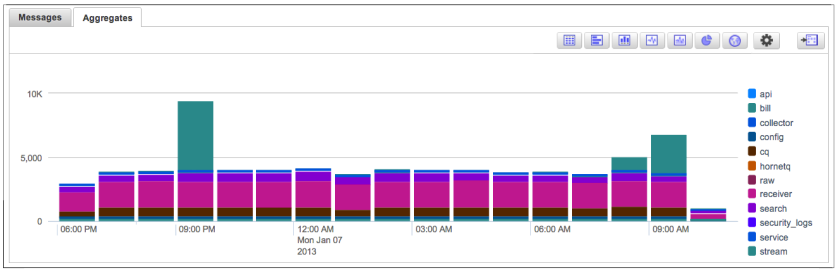 Messages
Aggregates
10K
5,000
0
06:00 PM
09:00 PM
12:00 AM
Mon Jan 07
2013
03:00 AM
06:00 AM
09:00 AM
api
bill
collector
config
cq
hornetq
raw
receiver
search
security_logs
service
stream